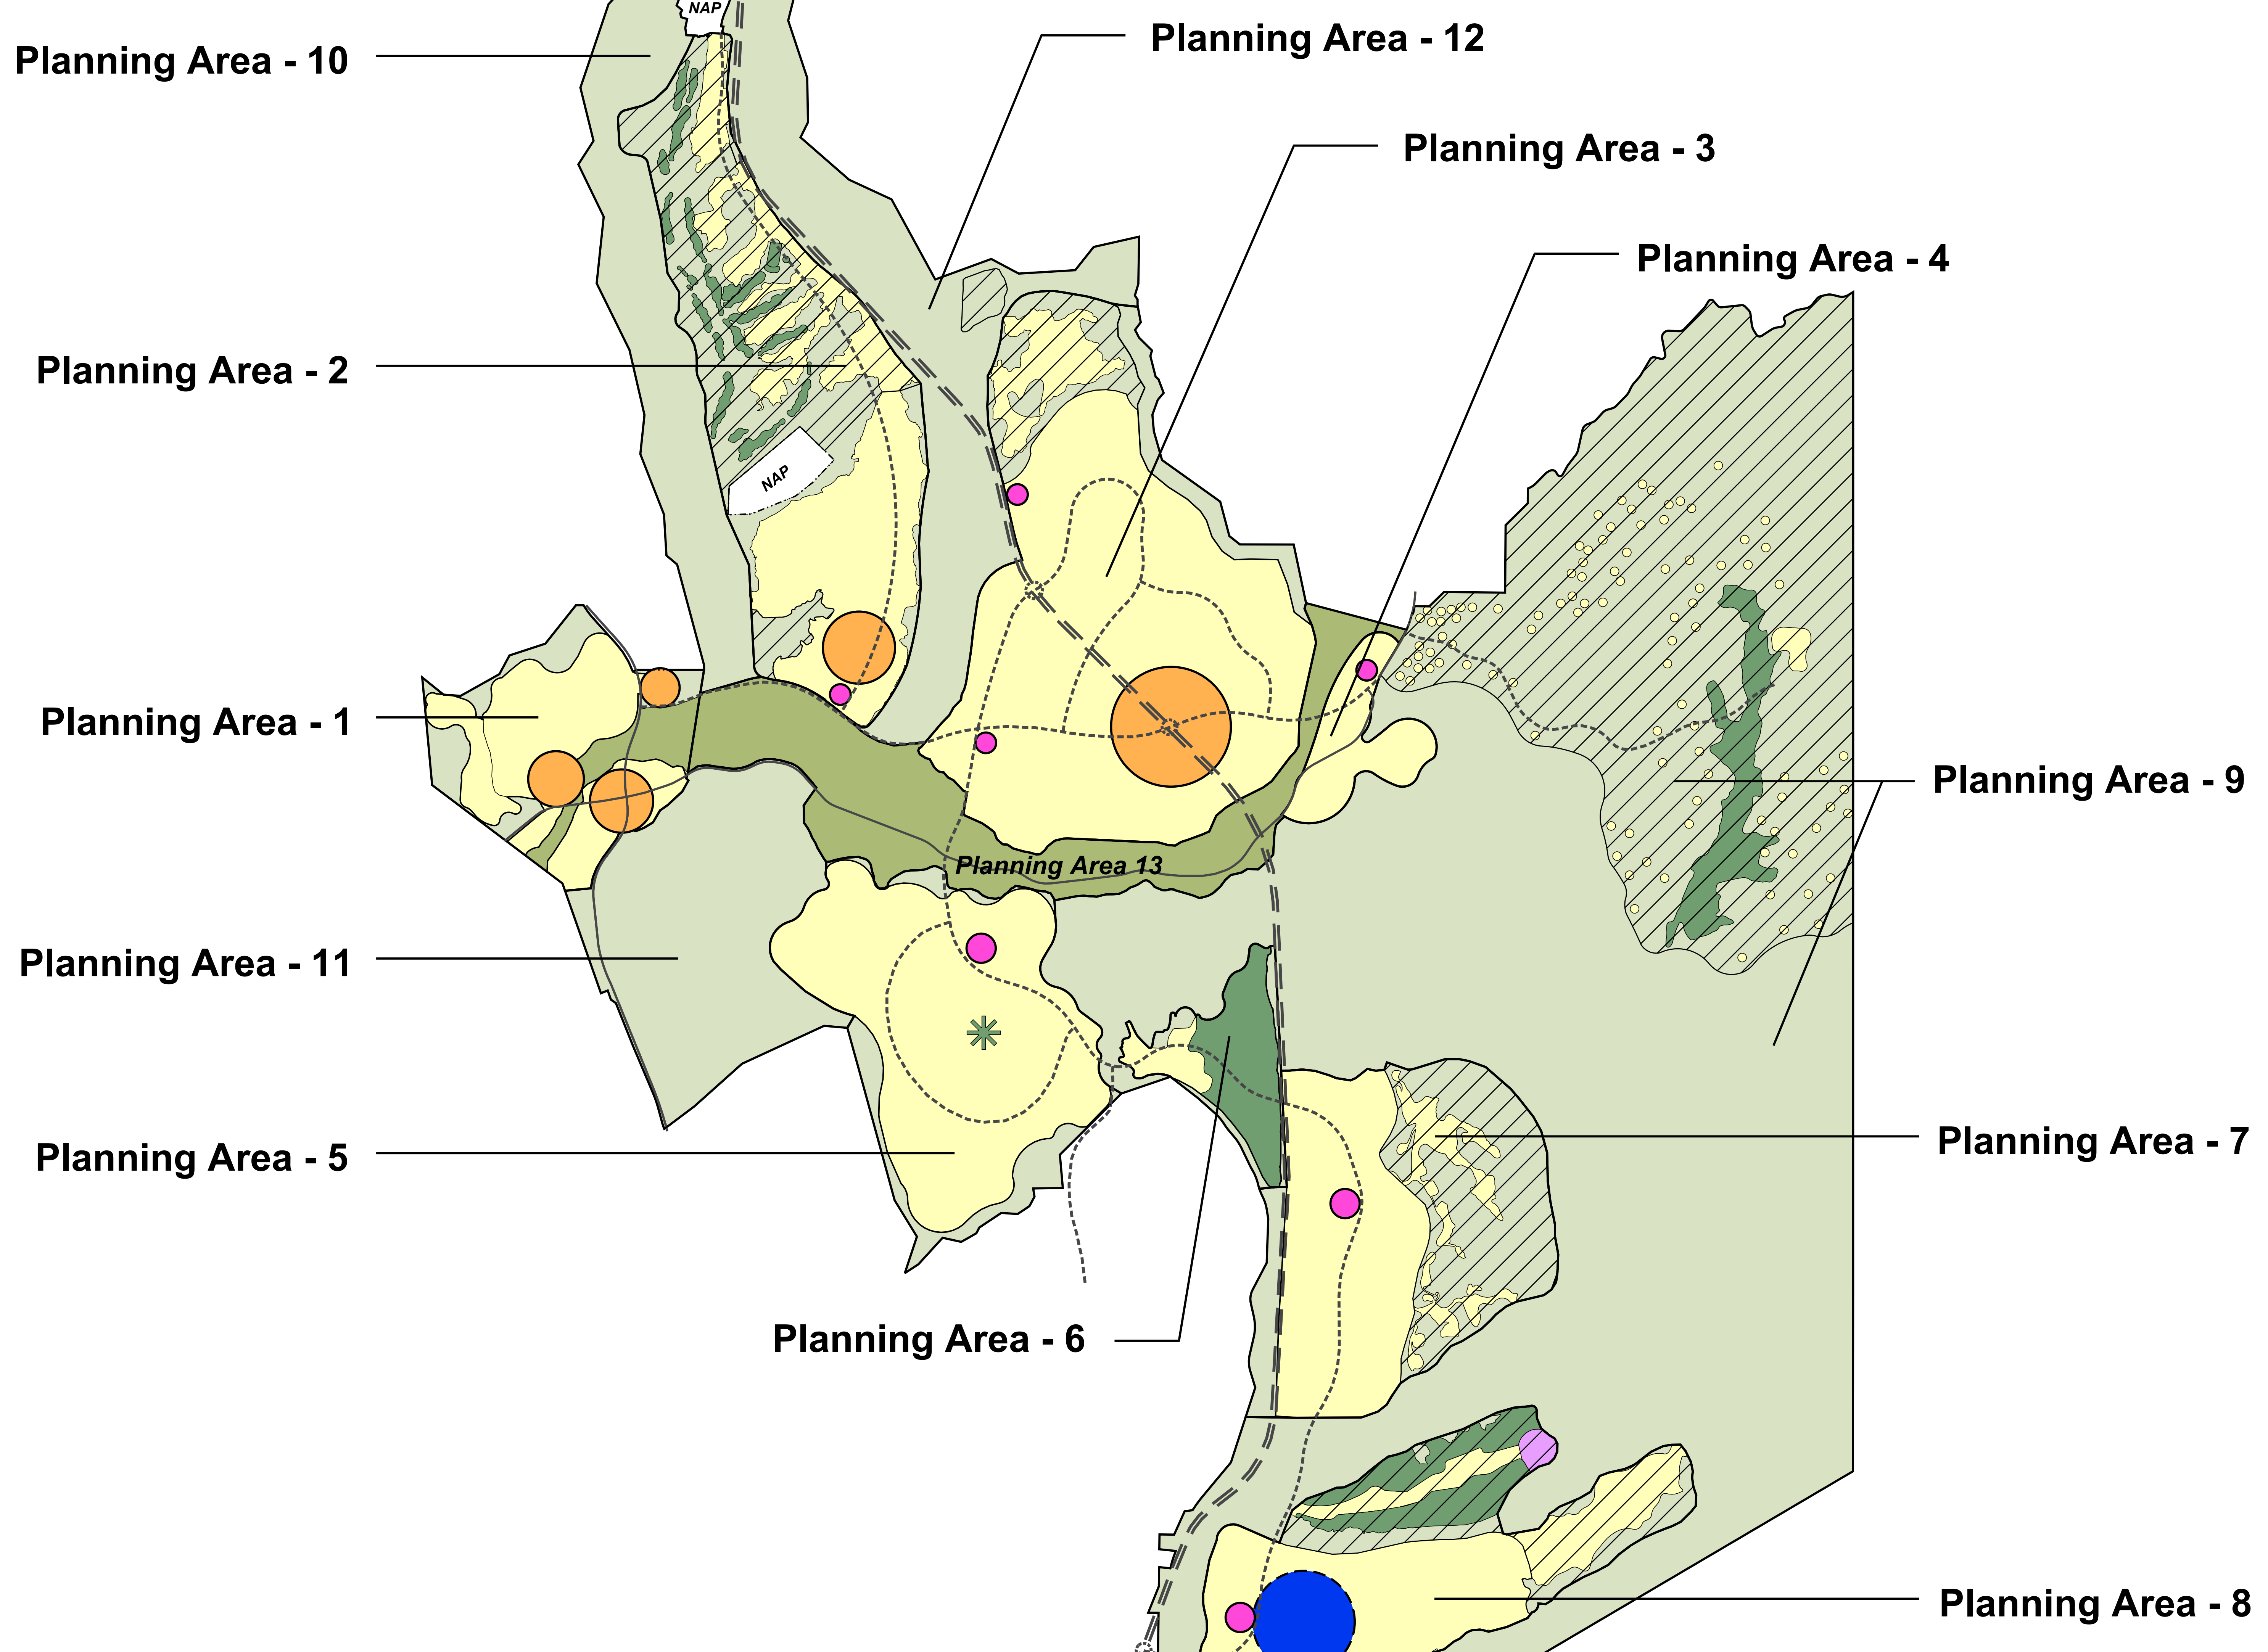 NAP
Planning Area - 12
Planning Area - 10
Planning Area - 3
Planning Area - 4
Planning Area - 2
NAP
Planning Area - 1
Planning Area - 9
Planning Area 13
Planning Area - 11
Planning Area - 7
Planning Area - 5
Planning Area - 6
Planning Area - 8